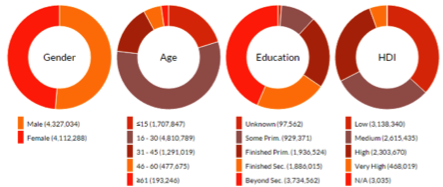 Gender
Age
Education
HDI
Male (4,327,034)
Female (4,112,288)
≤15 (1,707,847)
16 - 30 (4,810,789)
31 - 45 (1,291,019)
46 - 60 (477,675)
≥61 (193,246)
Unknown (97,562)
Some Prim. (929,371)
Finished Prim. (1,936,524)
Finished Sec. (1,886,015)
Beyond Sec. (3,734,562)
Low (3,138,340)
Medium (2,615,435)
High (2,303,670)
Very High (468,019)
N/A (3,035)